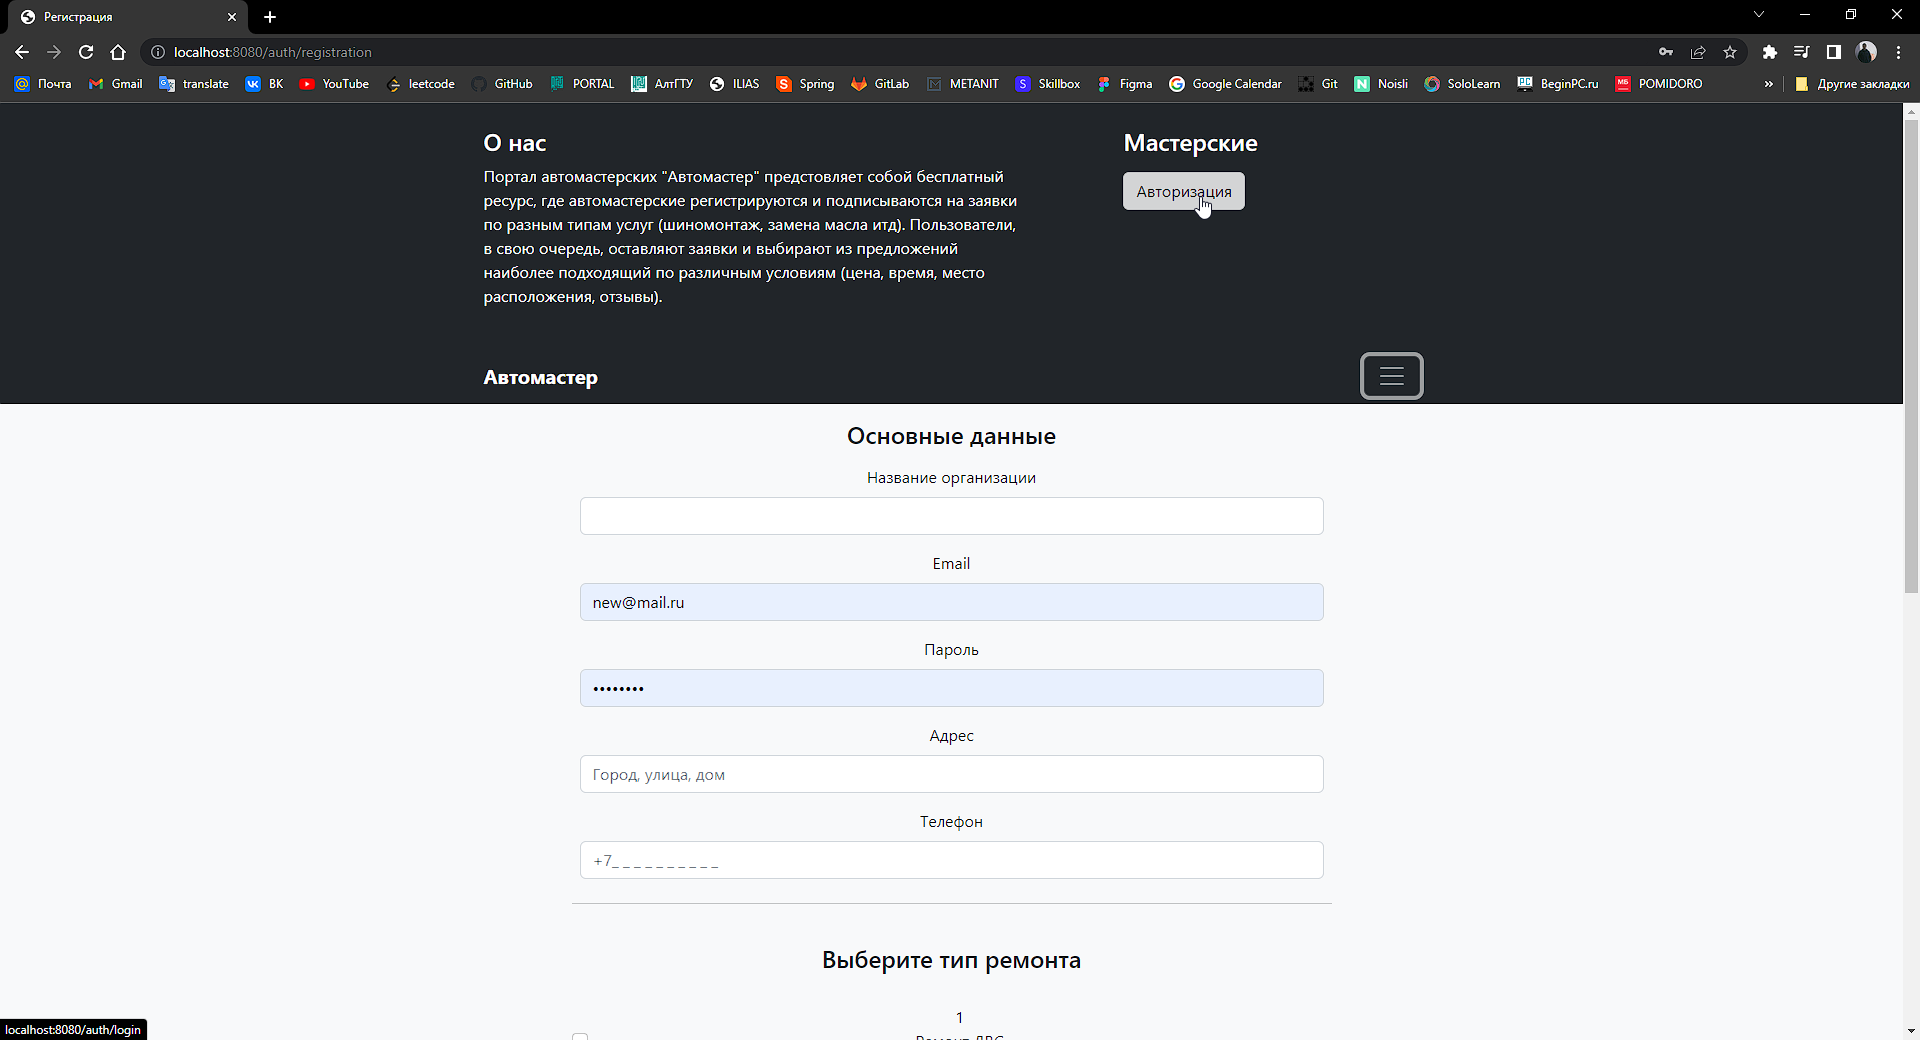 Регистрация
localhost:8080/auth/registration
Почта
Gmail
translate
ВК
YouTube
leetcode
GitHub
PORTAL
АлтГТУ
ILIAS
Spring
GitLab
METANIT
Skillbox
Figma
Google Calendar
Git
Noisli
SoloLearn
BeginPC.ru
POMIDORO
»
Другие закладки
О нас
Портал автомастерских "Автомастер" предстовляет собой бесплатный
ресурс, где автомастерские регистрируются и подписываются на заявки
по разным типам услуг (шиномонтаж, замена масла итд). Пользователи,
в свою очередь, оставляют заявки и выбирают из предложений
наиболее подходящий по различным условиям (цена, время, место
расположения, отзывы).
Мастерские
Авторизация
Автомастер
Основные данные
Название организации
Email
new@mail.ru
Пароль
••••••••
Адрес
Город, улица, дом
Телефон
+7_ _ _ _ _ _ _ _ _ _
Выберите тип ремонта
1
Ремонт ДВС
localhost:8080/auth/login